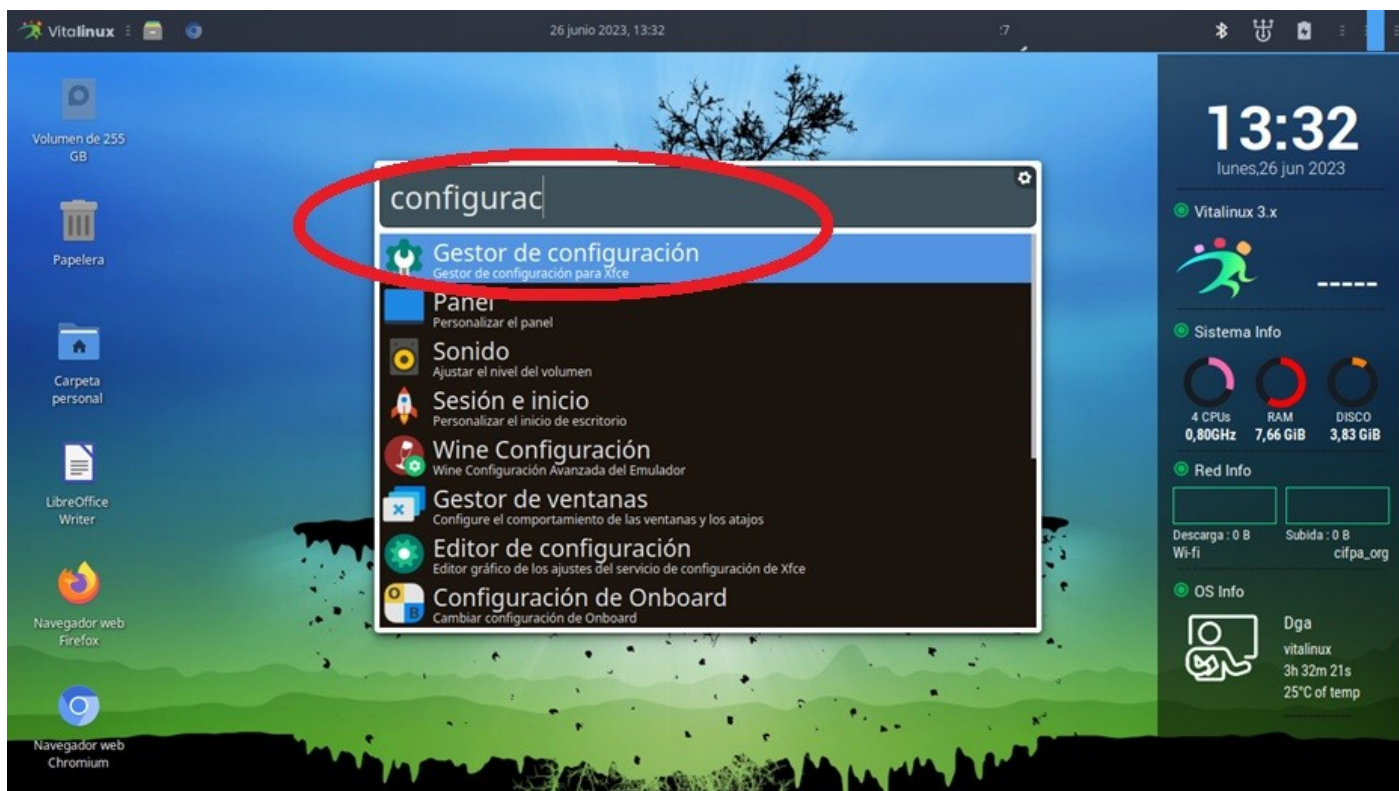 Vitalinux
26 junio 2023, 13:32
:7
Volumen de 255
GB
Papelera
Carpeta
personal
LibreOffice
Writer
Navegador web
Firefox
Navegador web
Chromium
configurac
Gestor de configuración
Gestor de configuración para Xfce
Panel
Personalizar el panel
Sonido
Ajustar el nivel del volumen
Sesión e inicio
Personalizar el inicio de escritorio
Wine Configuración
Wine Configuración Avanzada del Emulador
Gestor de ventanas
Configure el comportamiento de las ventanas y los atajos
Editor de configuración
Editor gráfico de los ajustes del servicio de configuración de Xfce
Configuración de Onboard
Cambiar configuración de Onboard
13:32
lunes,26 jun 2023
Vitalinux 3.x
-----
Sistema Info
4 CPUs RAM DISCO
0,80GHz 7,66 GiB 3,83 GiB
Red Info
Descarga : 0 B Subida : 0 B
Wi-fi cifpa_org
OS Info
Dga
vitalinux
3h 32m 21s
25°C of temp